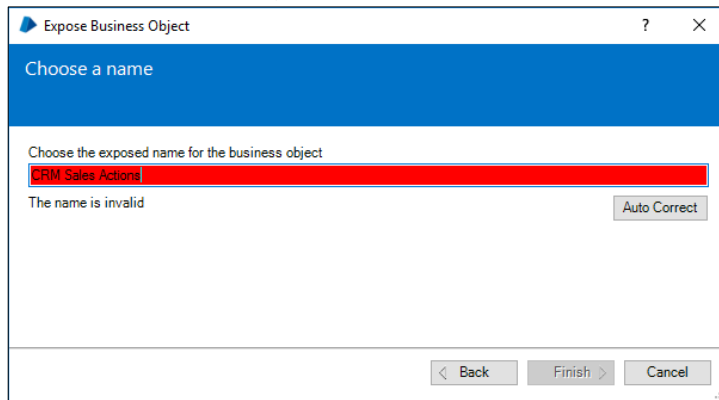 Expose Business Object
Choose a name
Choose the exposed name for the business object
CRM Sales Actions
The name is invalid
Auto Correct
Back Finish Cancel